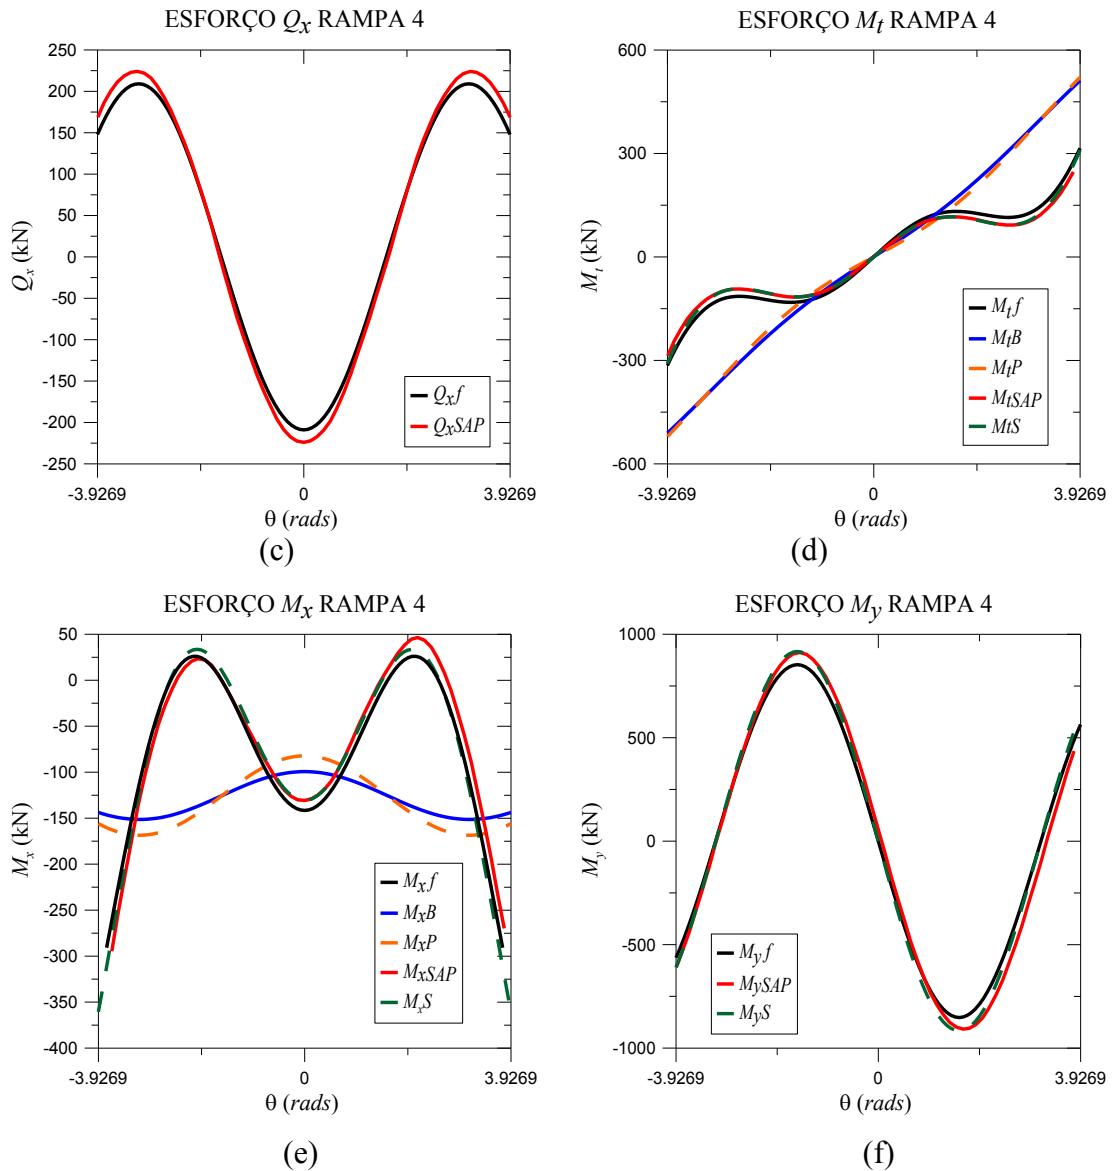 ESFORÇO Qx RAMPA 4
250
200
150
100
50
0
-50
-100
-150
-200
-250
Qx (kN)
Qxf
QxSAP
-3.9269
0
3.9269
θ (rads)
(c)
ESFORÇO Mt RAMPA 4
600
300
0
-300
-600
Mt (kN)
Mtf
MtB
MtP
MtSAP
MtS
-3.9269
0
3.9269
θ (rads)
(d)
ESFORÇO Mx RAMPA 4
50
0
-50
-100
-150
-200
-250
-300
-350
-400
Mx (kN)
Mxf
MxB
MxP
MxSAP
MxS
-3.9269
0
3.9269
θ (rads)
(e)
ESFORÇO My RAMPA 4
1000
500
0
-500
-1000
My (kN)
Myf
MySAP
MyS
-3.9269
0
3.9269
θ (rads)
(f)